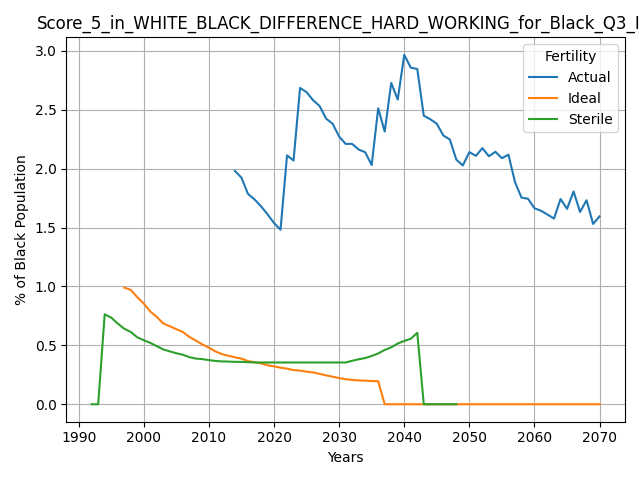 Score_5_in_WHITE_BLACK_DIFFERENCE_HARD_WORKING_for_Black_Q3_I
Fertility
Actual
Ideal
Sterile
% of Black Population
3.0
2.5
2.0
1.5
1.0
0.5
0.0
1990 2000 2010 2020 2030 2040 2050 2060 2070
Years